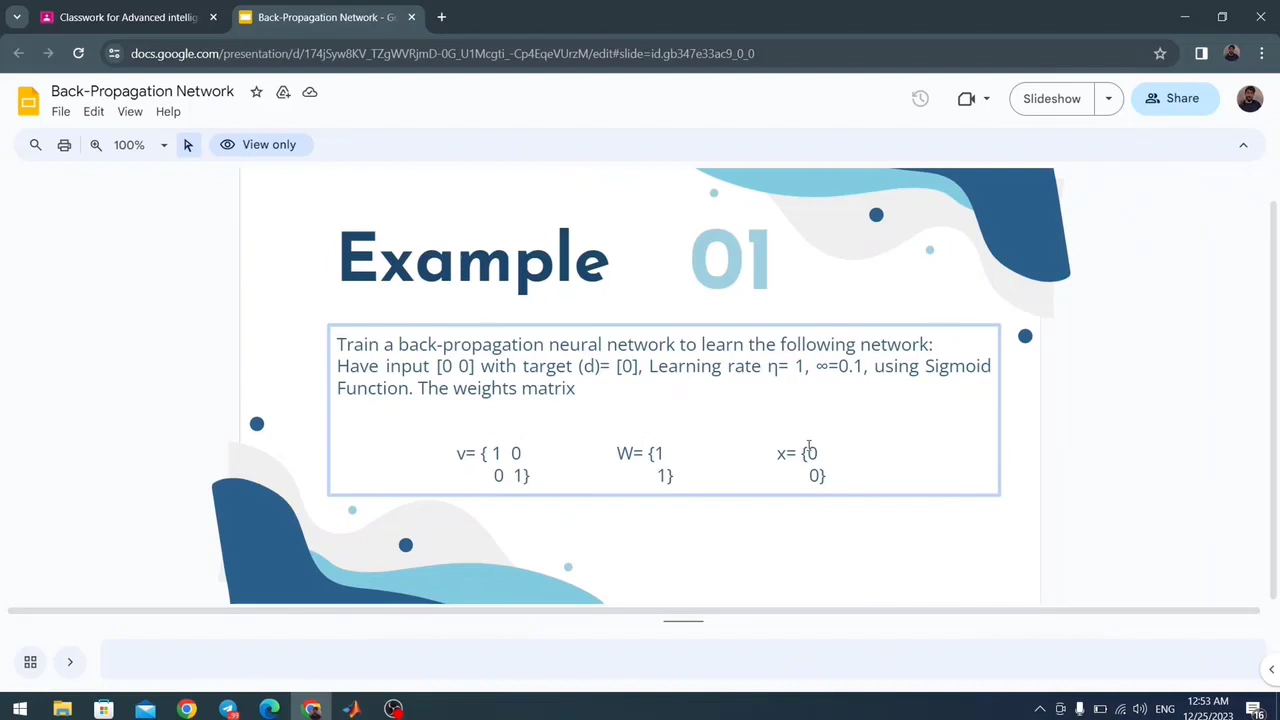 Classwork for Advanced intellig
Back-Propagation Network - Go
docs.google.com/presentation/d/174jSyw8KV_TZgWVRjmD-0G_U1Mcgti_-Cp4EqeVUrzM/edit#slide=id.gb347e33ac9_0_0
Back-Propagation Network
File Edit View Help
Slideshow
Share
100%
View only
Example 01
Train a back-propagation neural network to learn the following network:
Have input [0 0] with target (d)= [0], Learning rate η= 1, ∞=0.1, using Sigmoid
Function. The weights matrix
v= { 1 0 W= {1 x= {0
0 1} 1} 0}
ENG
12:53 AM
12/25/2023
16